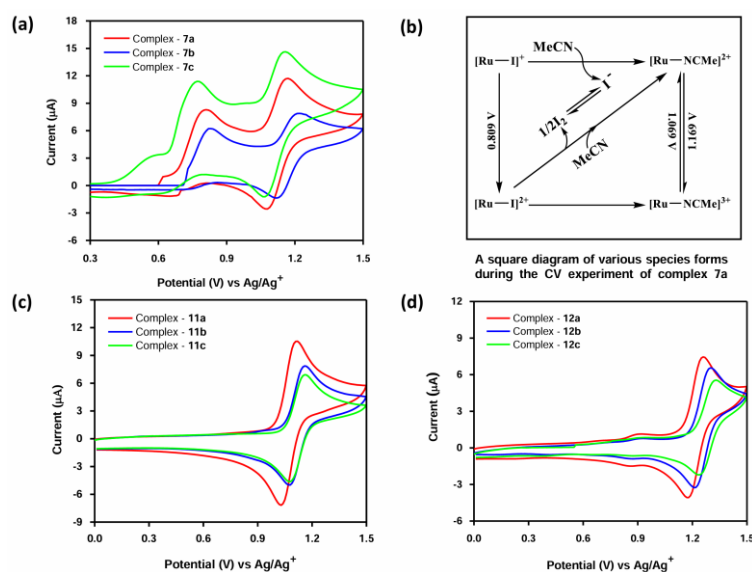 (a)
18
15
12
9
6
3
0
-3
-6
Current (µA)
Complex - 7a
Complex - 7b
Complex - 7c
0.3 0.6 0.9 1.2 1.5
Potential (V) vs Ag/Ag+
(b)
[Ru—I]+ MeCN [Ru—NCMe]2+
I-
1/2I2
MeCN
0.809 V
1.069 V
1.169 V
[Ru—I]2+ [Ru—NCMe]3+
A square diagram of various species forms
during the CV experiment of complex 7a
(c)
15
12
9
6
3
0
-3
-6
-9
Current (µA)
Complex - 11a
Complex - 11b
Complex - 11c
0.0 0.3 0.6 0.9 1.2 1.5
Potential (V) vs Ag/Ag+
(d)
12
9
6
3
0
-3
-6
Current (µA)
Complex - 12a
Complex - 12b
Complex - 12c
0.0 0.3 0.6 0.9 1.2 1.5
Potential (V) vs Ag/Ag+